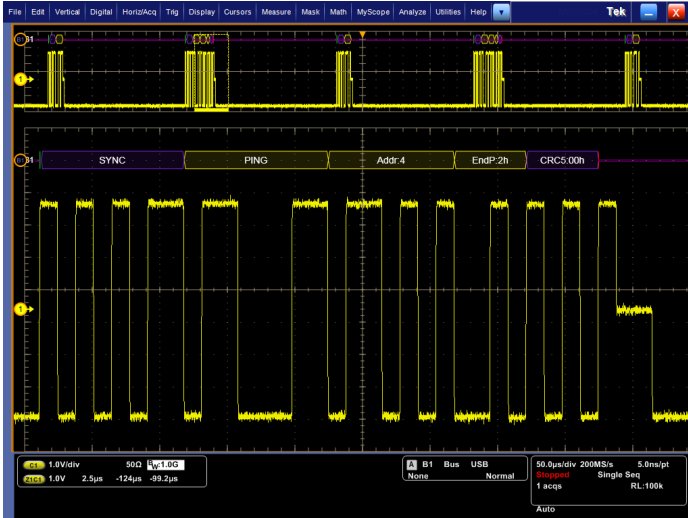 File Edit Vertical Digital Horiz/Acq Trig Display Cursors Measure Mask Math MyScope Analyze Utilities Help Tek
B1 B1
1
B1 B1 SYNC PING Addr:4 EndP:2h CRC5:00h
1
C1 1.0V/div 50Ω BW:1.0G
Z1C1 1.0V 2.5µs -124µs -99.2µs
A B1 Bus USB
None Normal
50.0µs/div 200MS/s 5.0ns/pt
Stopped Single Seq
1 acqs RL:100k
Auto